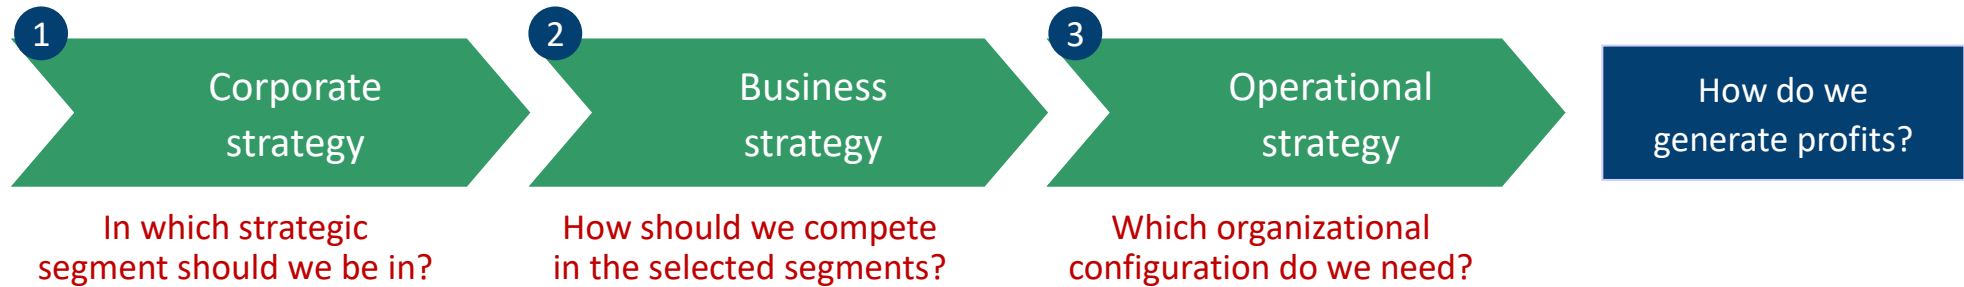 1
Corporate
strategy
In which strategic
segment should we be in?
2
Business
strategy
How should we compete
in the selected segments?
3
Operational
strategy
Which organizational
configuration do we need?
How do we
generate profits?